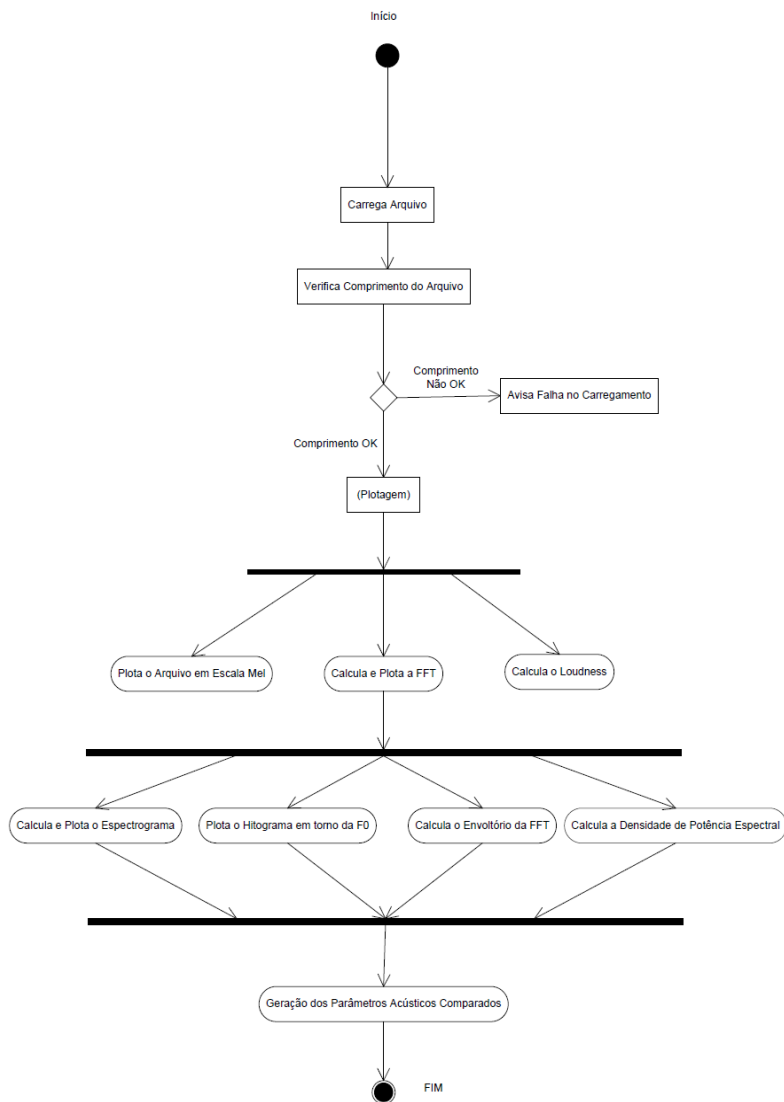 Início
Carrega Arquivo
Verifica Comprimento do Arquivo
Comprimento
Não OK
Avisa Falha no Carregamento
Comprimento OK
(Plotagem)
Plota o Arquivo em Escala Mel
Calcula e Plota a FFT
Calcula o Loudness
Calcula e Plota o Espectrograma
Plota o Hitograma em torno da F0
Calcula o Envoltório da FFT
Calcula a Densidade de Potência Espectral
Geração dos Parâmetros Acústicos Comparados
FIM